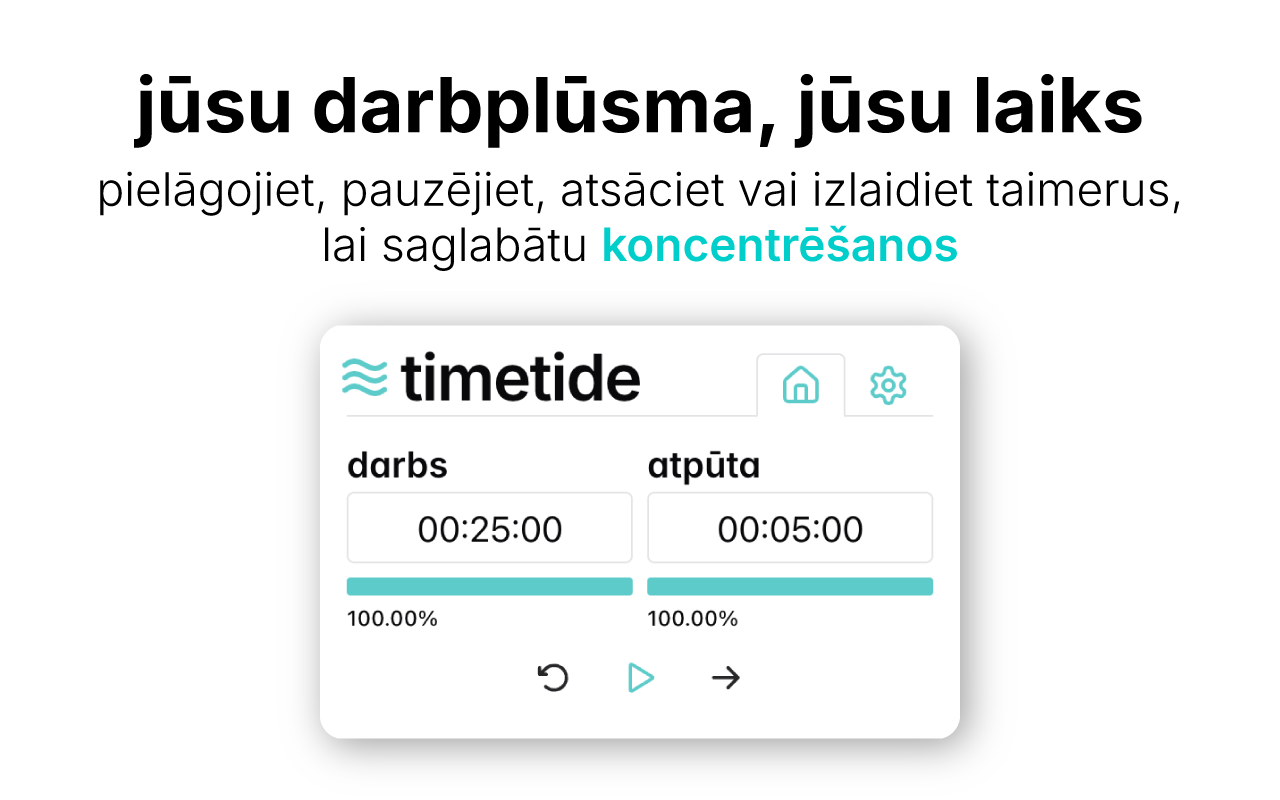 jūsu darbplūsma, jūsu laiks
pielāgojiet, pauzējiet, atsāciet vai izlaidiet taimerus,
lai saglabātu koncentrēšanos
timetide
darbs
atpūta
00:25:00
00:05:00
100.00%
100.00%